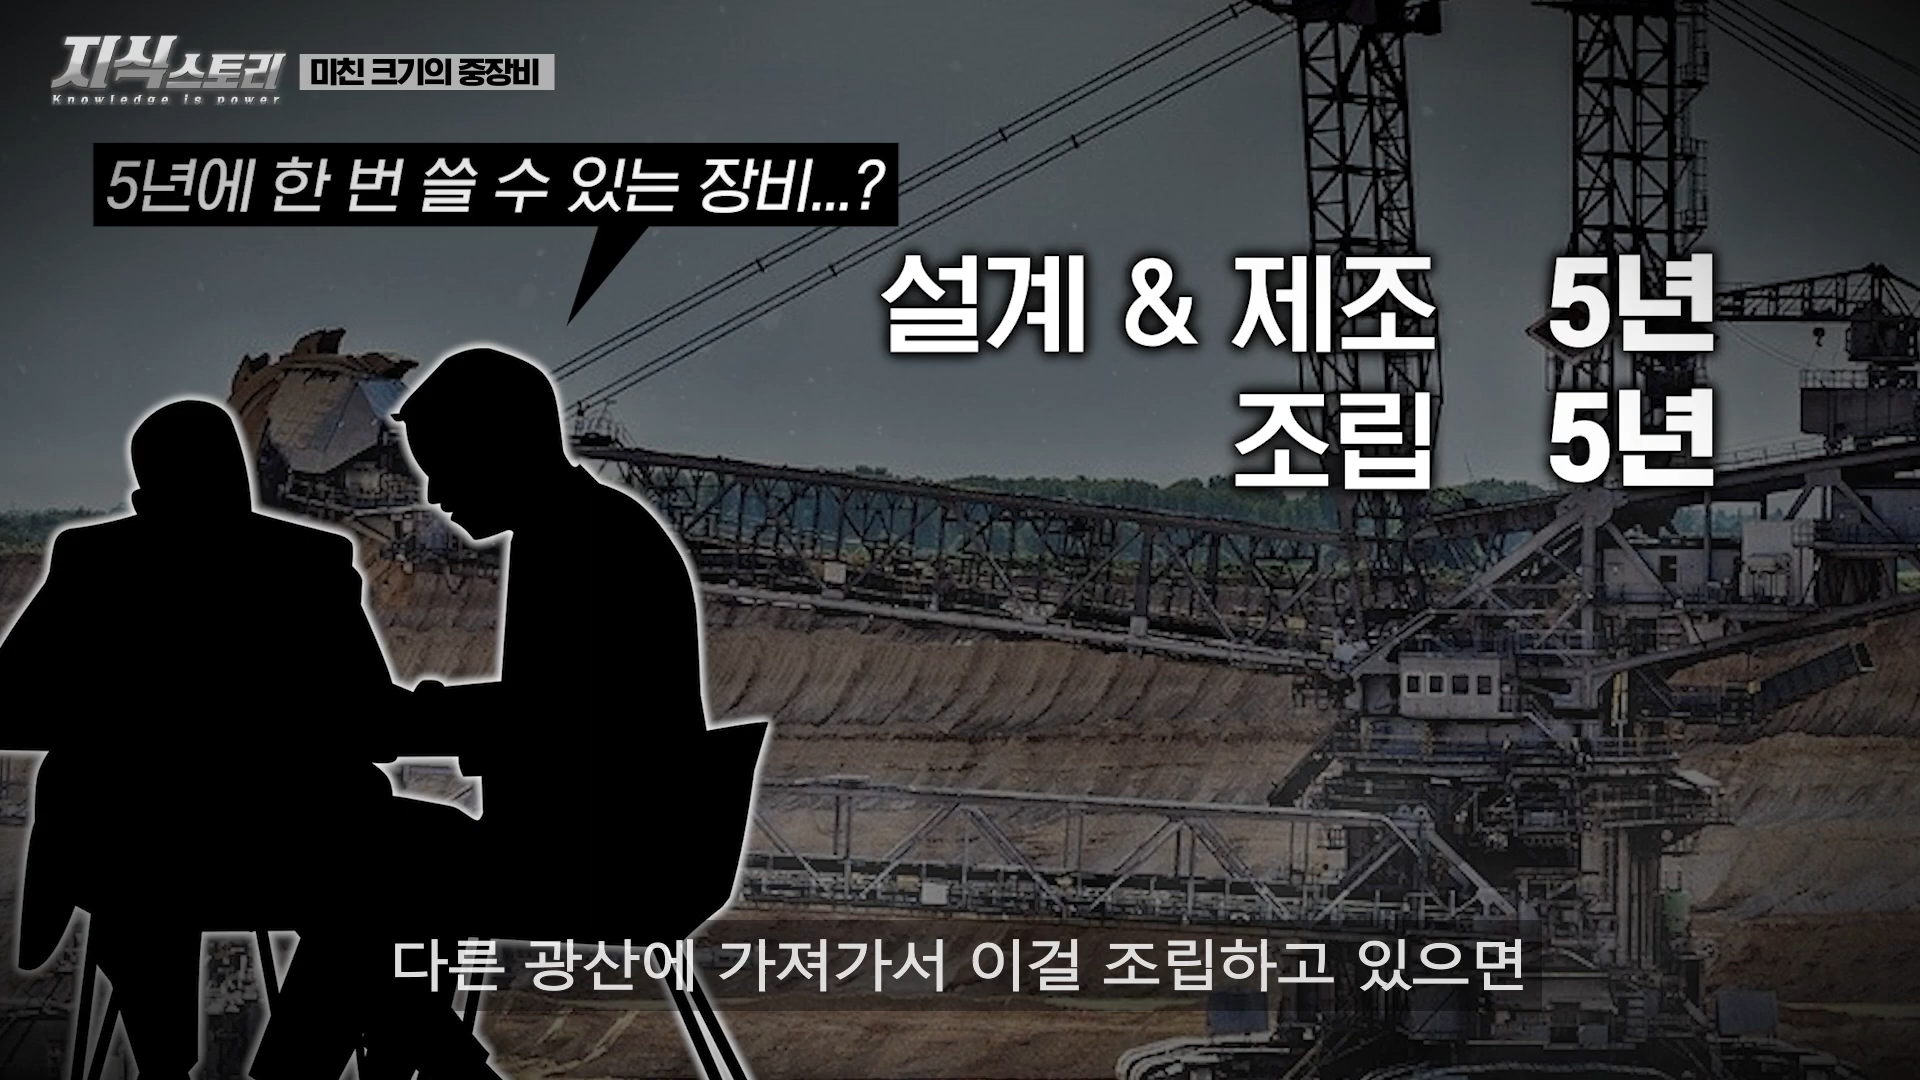 지식스토리
Knowledge is power
미친 크기의 중장비
5년에 한 번 쓸 수 있는 장비...?
설계 & 제조 5년
조립 5년
다른 광산에 가져가서 이걸 조립하고 있으면